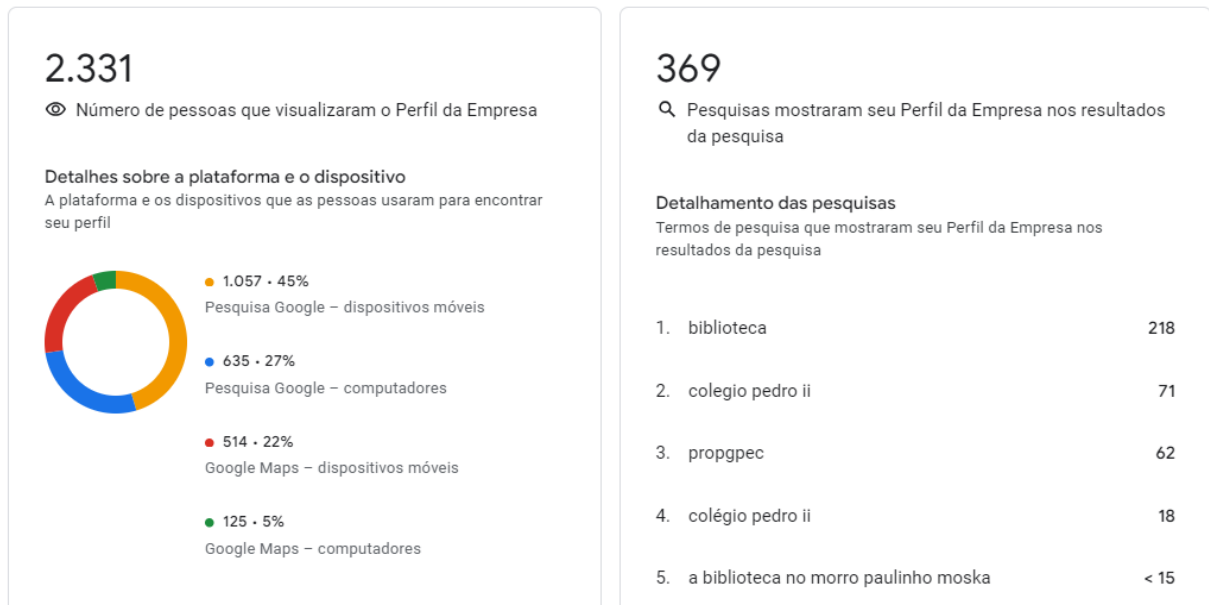 2.331
Número de pessoas que visualizaram o Perfil da Empresa
Detalhes sobre a plataforma e o dispositivo
A plataforma e os dispositivos que as pessoas usaram para encontrar
seu perfil
1.057 • 45%
Pesquisa Google – dispositivos móveis
635 • 27%
Pesquisa Google – computadores
514 • 22%
Google Maps – dispositivos móveis
125 • 5%
Google Maps – computadores
369
Pesquisas mostraram seu Perfil da Empresa nos resultados
da pesquisa
Detalhamento das pesquisas
Termos de pesquisa que mostraram seu Perfil da Empresa nos
resultados da pesquisa
1. biblioteca 218
2. colegio pedro ii 71
3. propgpec 62
4. colégio pedro ii 18
5. a biblioteca no morro paulinho moska < 15